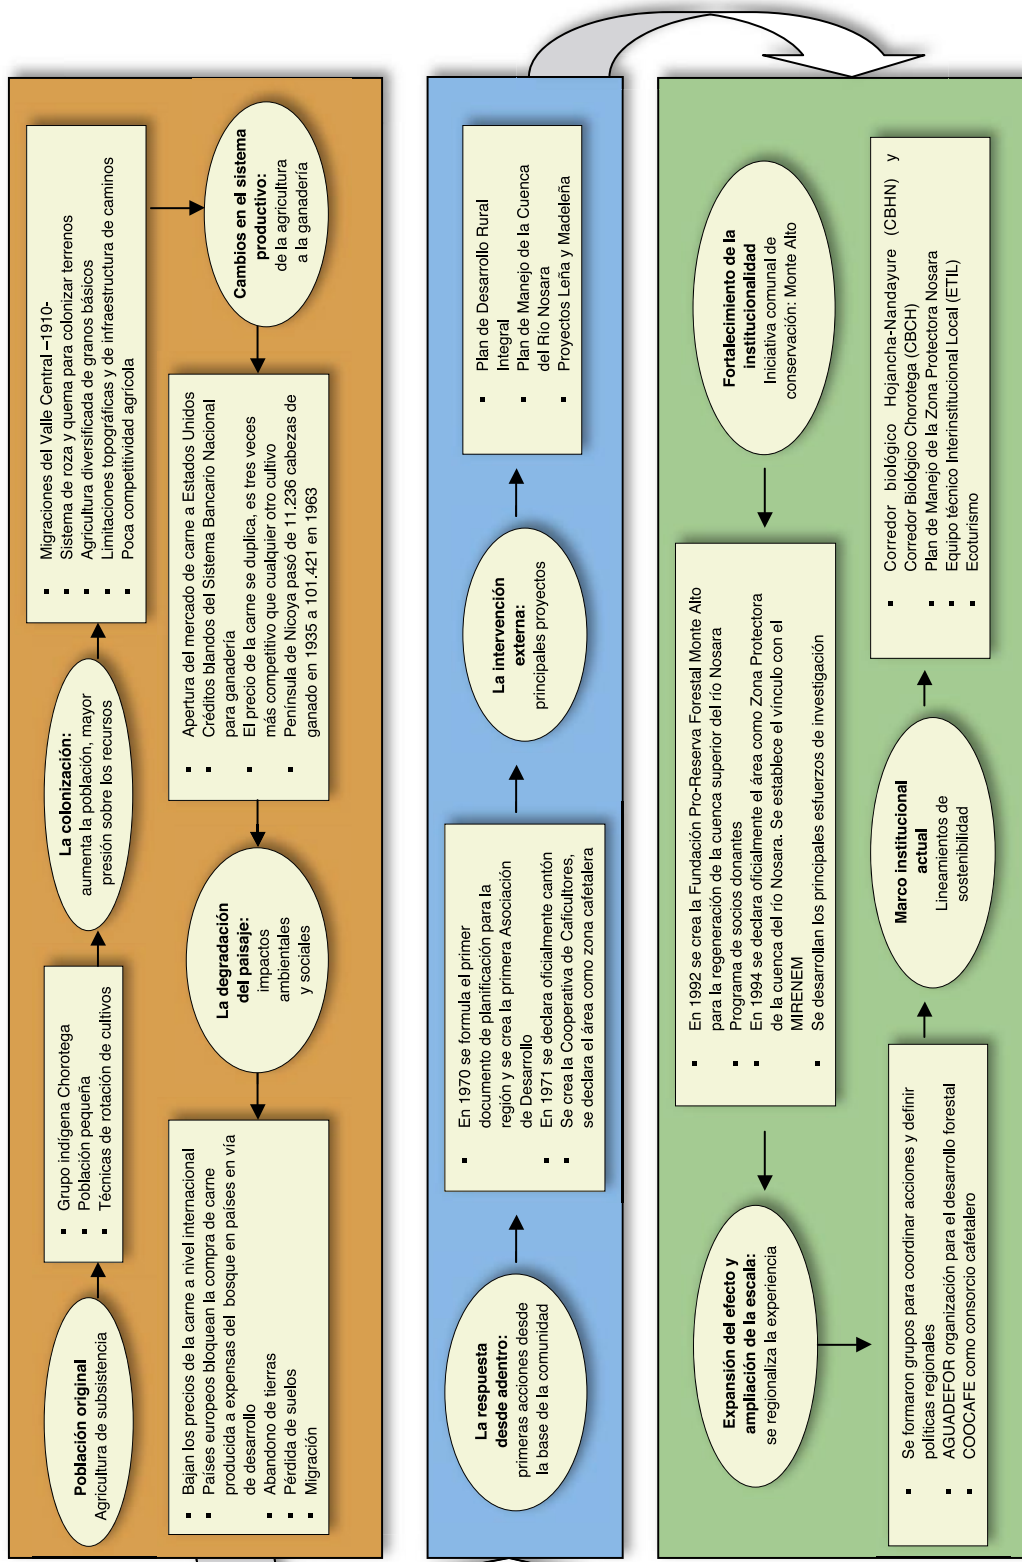 Población original
Agricultura de subsistencia
▪ Grupo indígena Chorotega
▪ Población pequeña
▪ Técnicas de rotación de cultivos
La colonización:
aumenta la población, mayor
presión sobre los recursos
▪ Migraciones del Valle Central –1910-
▪ Sistema de roza y quema para colonizar terrenos
▪ Agricultura diversificada de granos básicos
▪ Limitaciones topográficas y de infraestructura de caminos
▪ Poca competitividad agrícola
Cambios en el sistema
productivo:
de la agricultura
a la ganadería
▪ Apertura del mercado de carne a Estados Unidos
▪ Créditos blandos del Sistema Bancario Nacional
para ganadería
▪ El precio de la carne se duplica, es tres veces
más competitivo que cualquier otro cultivo
▪ Península de Nicoya pasó de 11.236 cabezas de
ganado en 1935 a 101.421 en 1963
La degradación
del paisaje:
impactos
ambientales
y sociales
▪ Bajan los precios de la carne a nivel internacional
▪ Países europeos bloquean la compra de carne
producida a expensas del bosque en países en vía
de desarrollo
▪ Abandono de tierras
▪ Pérdida de suelos
▪ Migración
La respuesta
desde adentro:
primeras acciones desde
la base de la comunidad
▪ En 1970 se formula el primer
documento de planificación para la
región y se crea la primera Asociación
de Desarrollo
▪ En 1971 se declara oficialmente cantón
▪ Se crea la Cooperativa de Caficultores,
se declara el área como zona cafetalera
La intervención
externa:
principales proyectos
▪ Plan de Desarrollo Rural
Integral
▪ Plan de Manejo de la Cuenca
del Río Nosara
▪ Proyectos Leña y Madeleña
Fortalecimiento de la
institucionalidad
Iniciativa comunal de
conservación: Monte Alto
▪ En 1992 se crea la Fundación Pro-Reserva Forestal Monte Alto
para la regeneración de la cuenca superior del río Nosara
▪ Programa de socios donantes
▪ En 1994 se declara oficialmente el área como Zona Protectora
de la cuenca del río Nosara. Se establece el vínculo con el
MIRENEM
▪ Se desarrollan los principales esfuerzos de investigación
Expansión del efecto y
ampliación de la escala:
se regionaliza la experiencia
▪ Se formaron grupos para coordinar acciones y definir
políticas regionales
▪ AGUADEFOR organización para el desarrollo forestal
▪ COOCAFE como consorcio cafetalero
Marco institucional
actual
Lineamientos de
sostenibilidad
▪ Corredor biológico Hojancha-Nandayure (CBHN) y
Corredor Biológico Chorotega (CBCH)
▪ Plan de Manejo de la Zona Protectora Nosara
▪ Equipo técnico Interinstitucional Local (ETIL)
▪ Ecoturismo